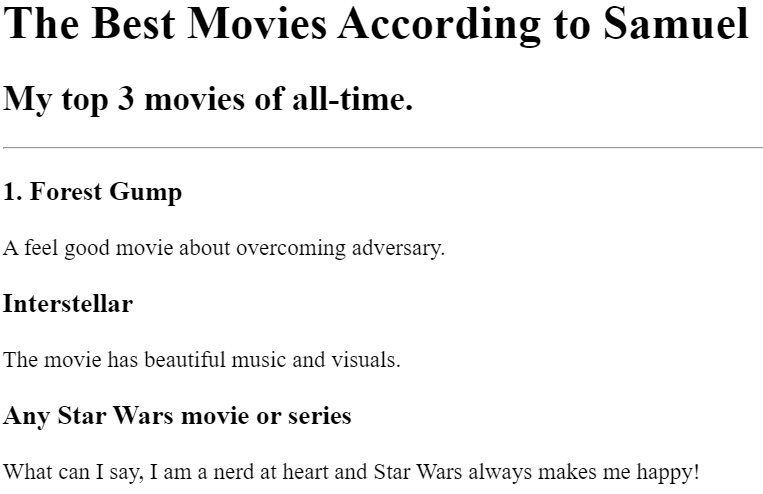 The Best Movies According to Samuel
My top 3 movies of all-time.
1. Forest Gump
A feel good movie about overcoming adversary.
Interstellar
The movie has beautiful music and visuals.
Any Star Wars movie or series
What can I say, I am a nerd at heart and Star Wars always makes me happy!